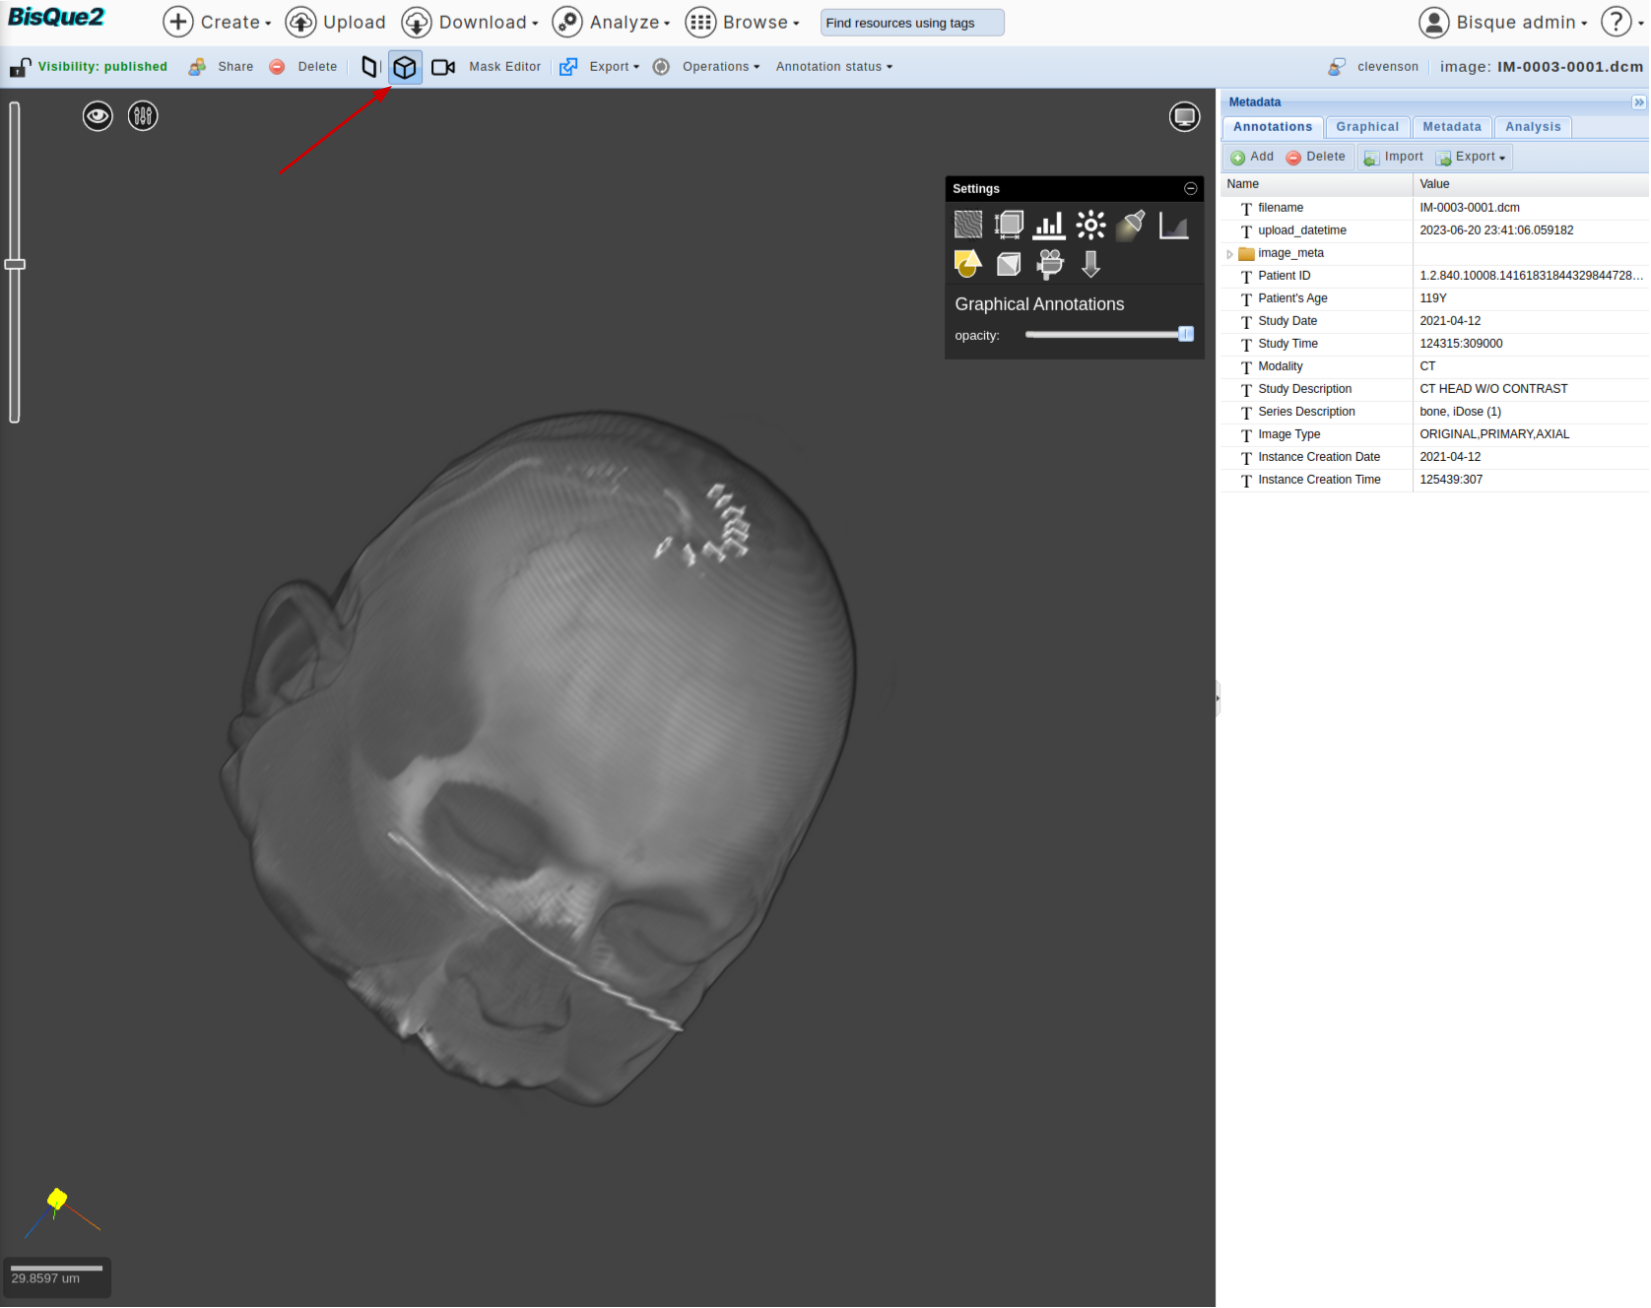 BisQue2 Create Upload Download Analyze Browse Find resources using tags Bisque admin ?
Visibility: published Share Delete Mask Editor Export Operations Annotation status clevenson image: IM-0003-0001.dcm
Metadata
Annotations Graphical Metadata Analysis
Add Delete Import Export
Name Value
T filename IM-0003-0001.dcm
T upload_datetime 2023-06-20 23:41:06.059182
image_meta
T Patient ID 1.2.840.10008.14161831844329844728...
T Patient's Age 119Y
T Study Date 2021-04-12
T Study Time 124315:309000
T Modality CT
T Study Description CT HEAD W/O CONTRAST
T Series Description bone, iDose (1)
T Image Type ORIGINAL,PRIMARY,AXIAL
T Instance Creation Date 2021-04-12
T Instance Creation Time 125439:307
Settings
Graphical Annotations
opacity:
29.8597 um